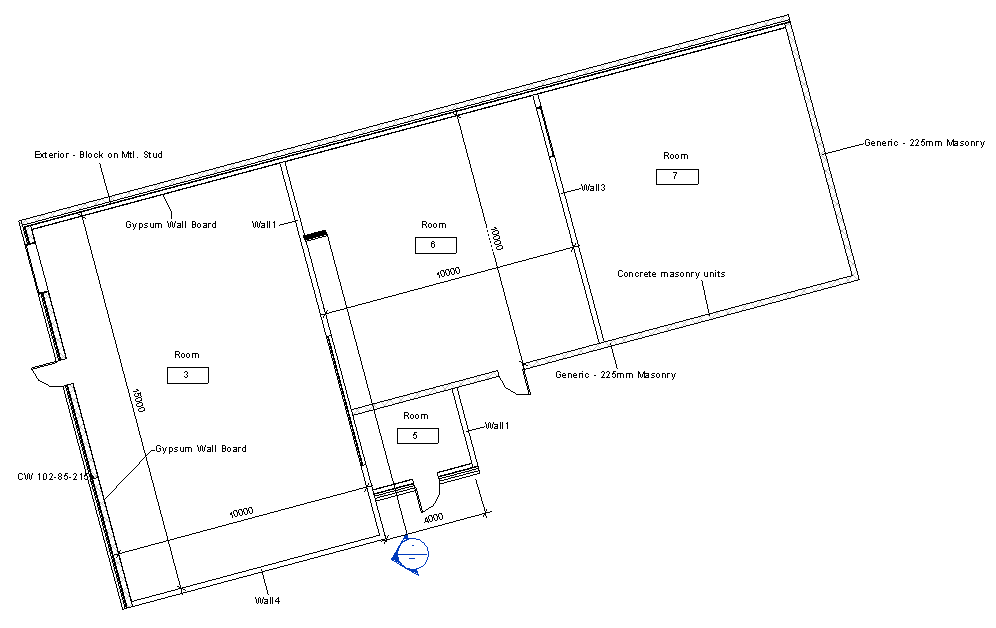 Exterior - Block on Mtl. Stud
Generic - 225mm Masonry
Room
7
Wall3
Gypsum Wall Board
Wall1
Room
6
10000
10000
Concrete masonry units
Room
3
Generic - 225mm Masonry
15000
Room
5
Wall1
Gypsum Wall Board
CW 102-85-215
10000
4000
Wall4